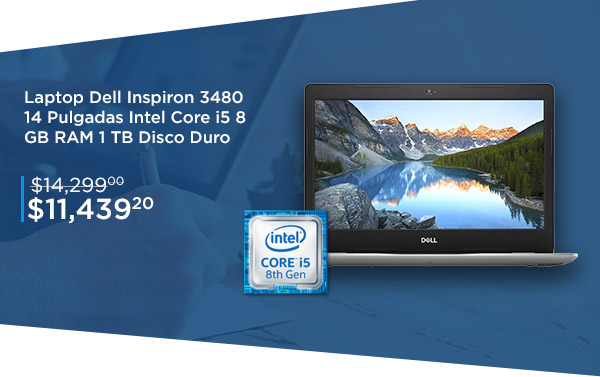 Laptop Dell Inspiron 3480
14 Pulgadas Intel Core i5 8
GB RAM 1 TB Disco Duro
$14,299⁰⁰
$11,439²⁰
intel
CORE i5
8th Gen
DELL